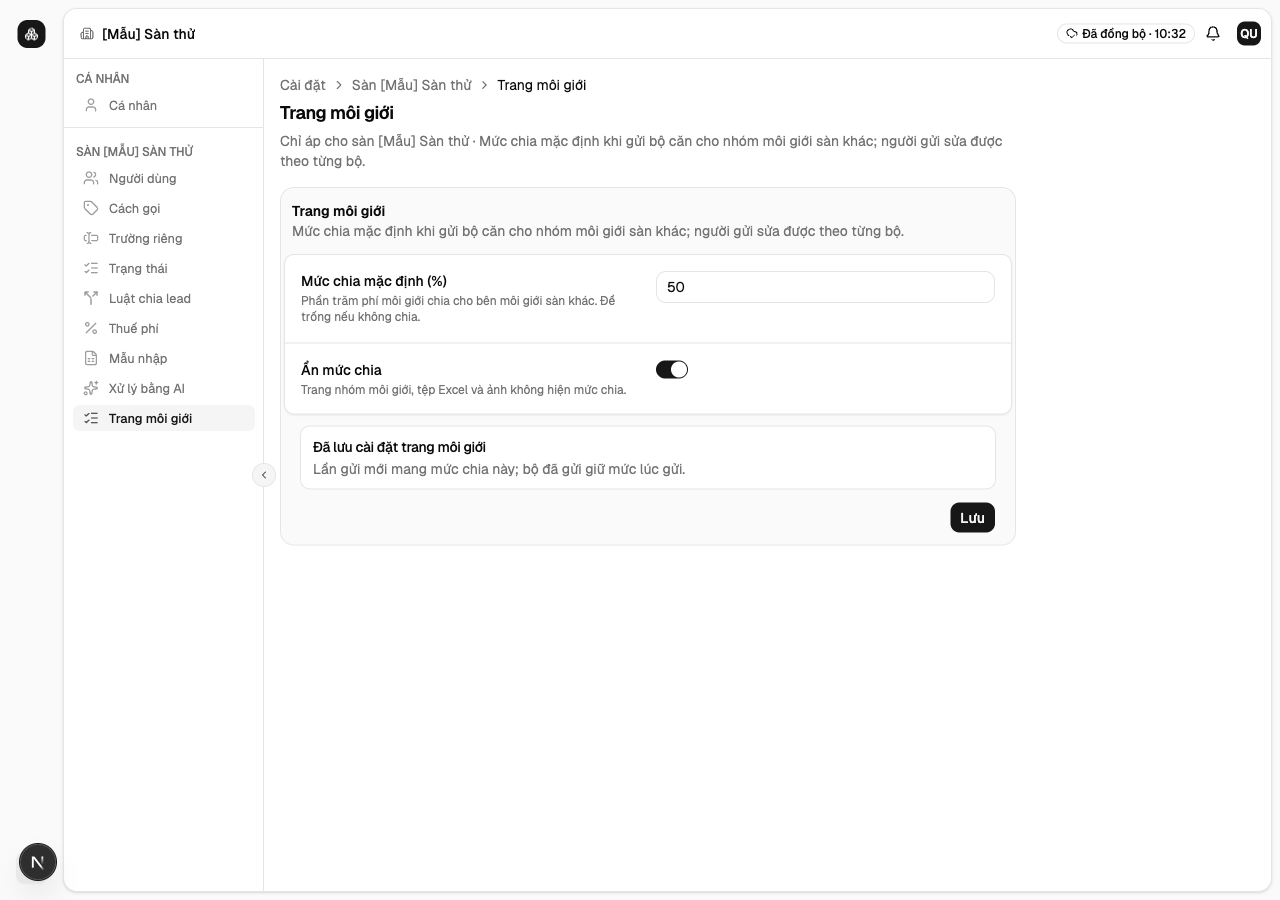 [Mẫu] Sàn thử
Đã đồng bộ · 10:32
QU
CÁ NHÂN
Cá nhân
SÀN [MẪU] SÀN THỬ
Người dùng
Cách gọi
Trường riêng
Trạng thái
Luật chia lead
Thuế phí
Mẫu nhập
Xử lý bằng AI
Trang môi giới
Cài đặt
Sàn [Mẫu] Sàn thử
Trang môi giới
Trang môi giới
Chỉ áp cho sàn [Mẫu] Sàn thử · Mức chia mặc định khi gửi bộ căn cho nhóm môi giới sàn khác; người gửi sửa được
theo từng bộ.
Trang môi giới
Mức chia mặc định khi gửi bộ căn cho nhóm môi giới sàn khác; người gửi sửa được theo từng bộ.
Mức chia mặc định (%)
Phần trăm phí môi giới chia cho bên môi giới sàn khác. Để
trống nếu không chia.
50
Ẩn mức chia
Trang nhóm môi giới, tệp Excel và ảnh không hiện mức chia.
Đã lưu cài đặt trang môi giới
Lần gửi mới mang mức chia này; bộ đã gửi giữ mức lúc gửi.
Lưu
N